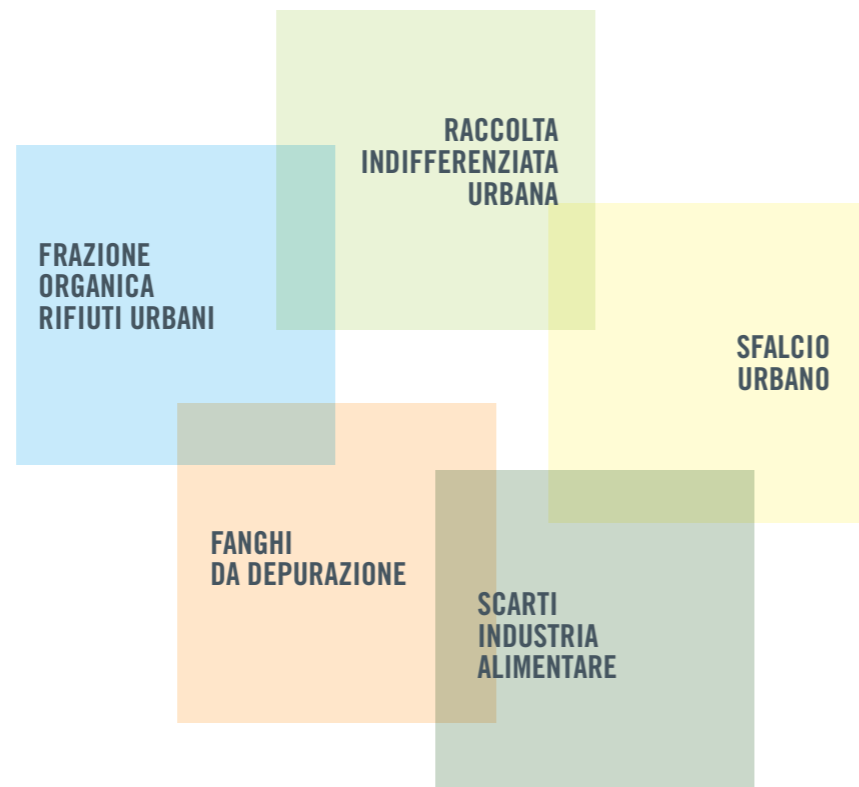 RACCOLTA
INDIFFERENZIATA
URBANA
FRAZIONE
ORGANICA
RIFIUTI URBANI
SFALCIO
URBANO
FANGHI
DA DEPURAZIONE
SCARTI
INDUSTRIA
ALIMENTARE